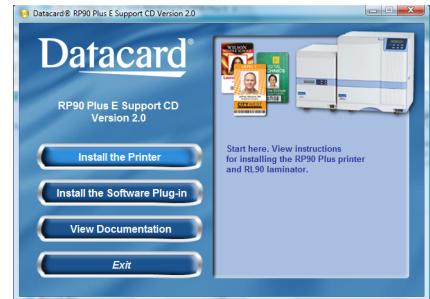 Datacard® RP90 Plus E Support CD Version 2.0
Datacard®
RP90 Plus E Support CD
Version 2.0
Install the Printer
Install the Software Plug-in
View Documentation
Exit
WILSON
Start here. View instructions
for installing the RP90 Plus printer
and RL90 laminator.